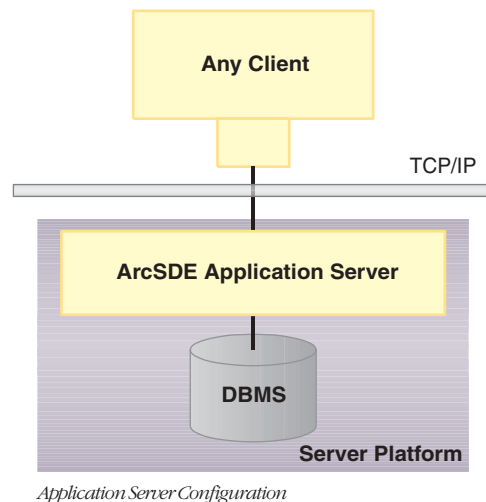 Any Client
TCP/IP
ArcSDE Application Server
DBMS
Server Platform
Application Server Configuration